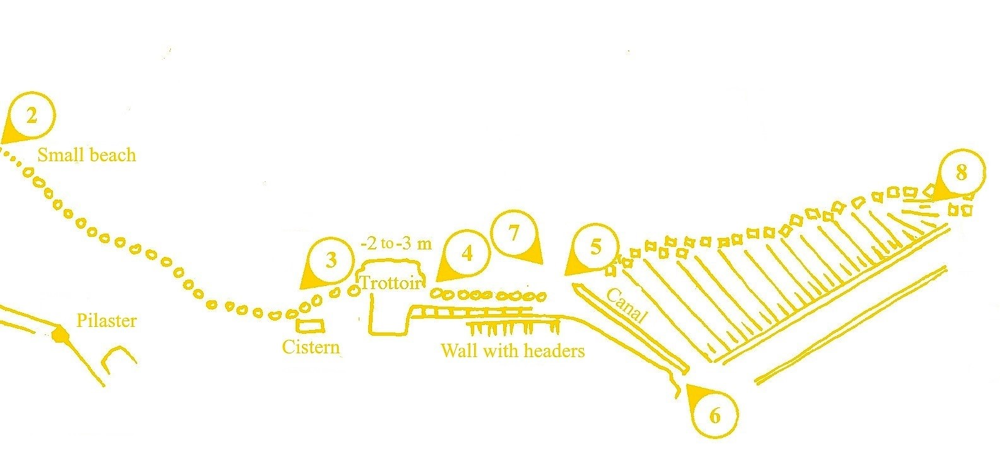 2
Small beach
8
7
-2 to -3 m
4
5
3
Trottoir
Canal
Pilaster
Cistern
Wall with headers
6